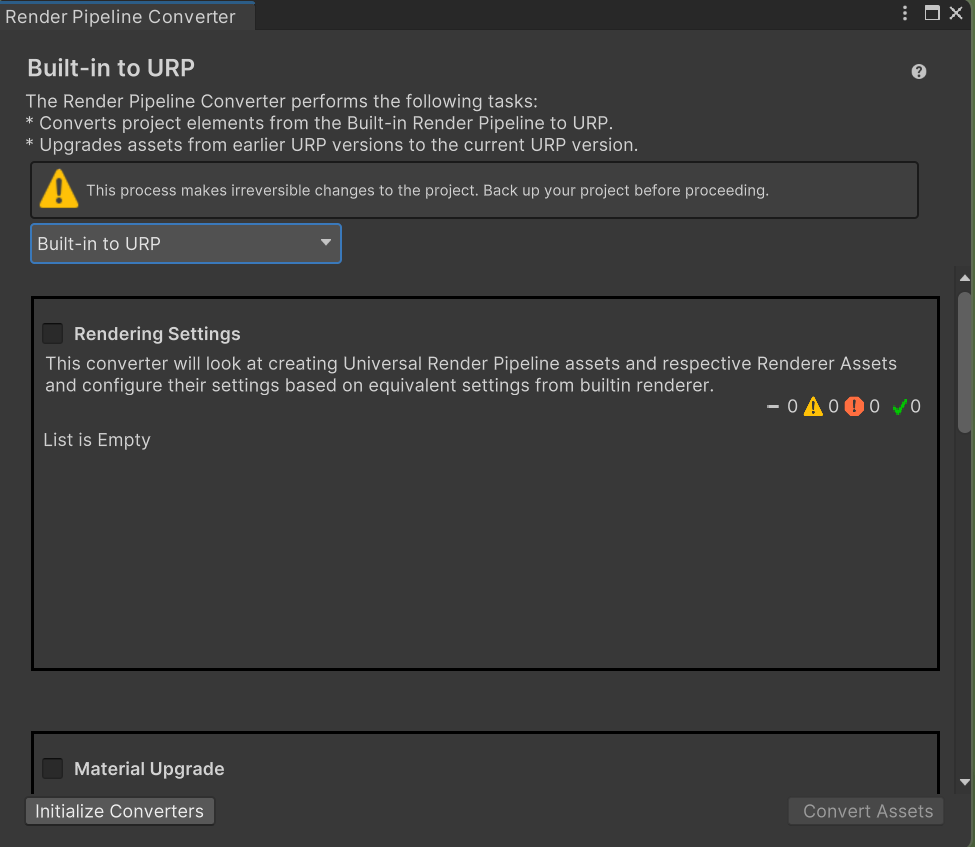 Render Pipeline Converter
Built-in to URP
The Render Pipeline Converter performs the following tasks:
* Converts project elements from the Built-in Render Pipeline to URP.
* Upgrades assets from earlier URP versions to the current URP version.
This process makes irreversible changes to the project. Back up your project before proceeding.
Built-in to URP
Rendering Settings
This converter will look at creating Universal Render Pipeline assets and respective Renderer Assets
and configure their settings based on equivalent settings from builtin renderer.
0 0 0 0
List is Empty
Material Upgrade
Initialize Converters Convert Assets